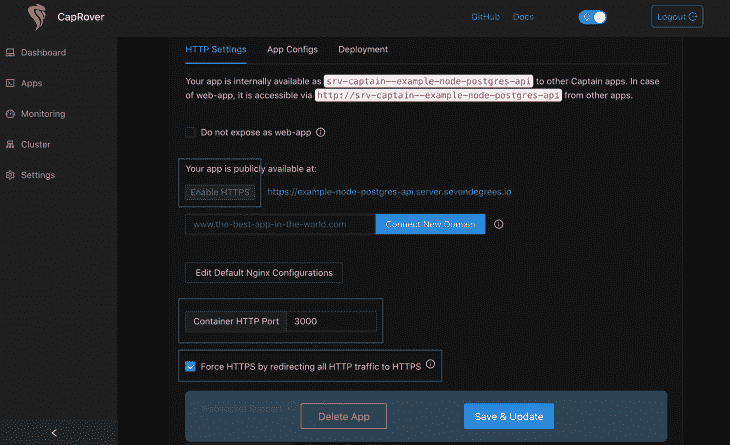 CapRover
GitHub
Docs
Logout
Dashboard
Apps
Monitoring
Cluster
Settings
HTTP Settings
App Configs
Deployment
Your app is internally available as srv-captain--example-node-postgres-api to other Captain apps. In case
of web-app, it is accessible via http://srv-captain--example-node-postgres-api from other apps.
Do not expose as web-app
Your app is publicly available at:
Enable HTTPS
https://example-node-postgres-api.server.sevendegrees.io
www.the-best-app-in-the-world.com
Connect New Domain
Edit Default Nginx Configurations
Container HTTP Port
3000
Force HTTPS by redirecting all HTTP traffic to HTTPS
Websocket Support
Delete App
Save & Update